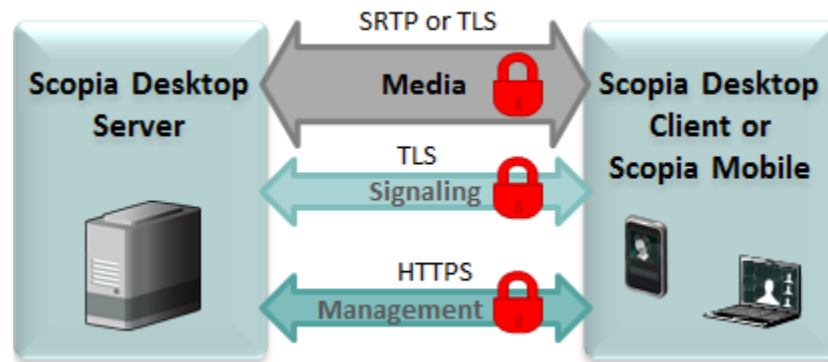 SRTP or TLS
Scopia Desktop
Server
Media
Scopia Desktop
Client or
Scopia Mobile
TLS
Signaling
HTTPS
Management